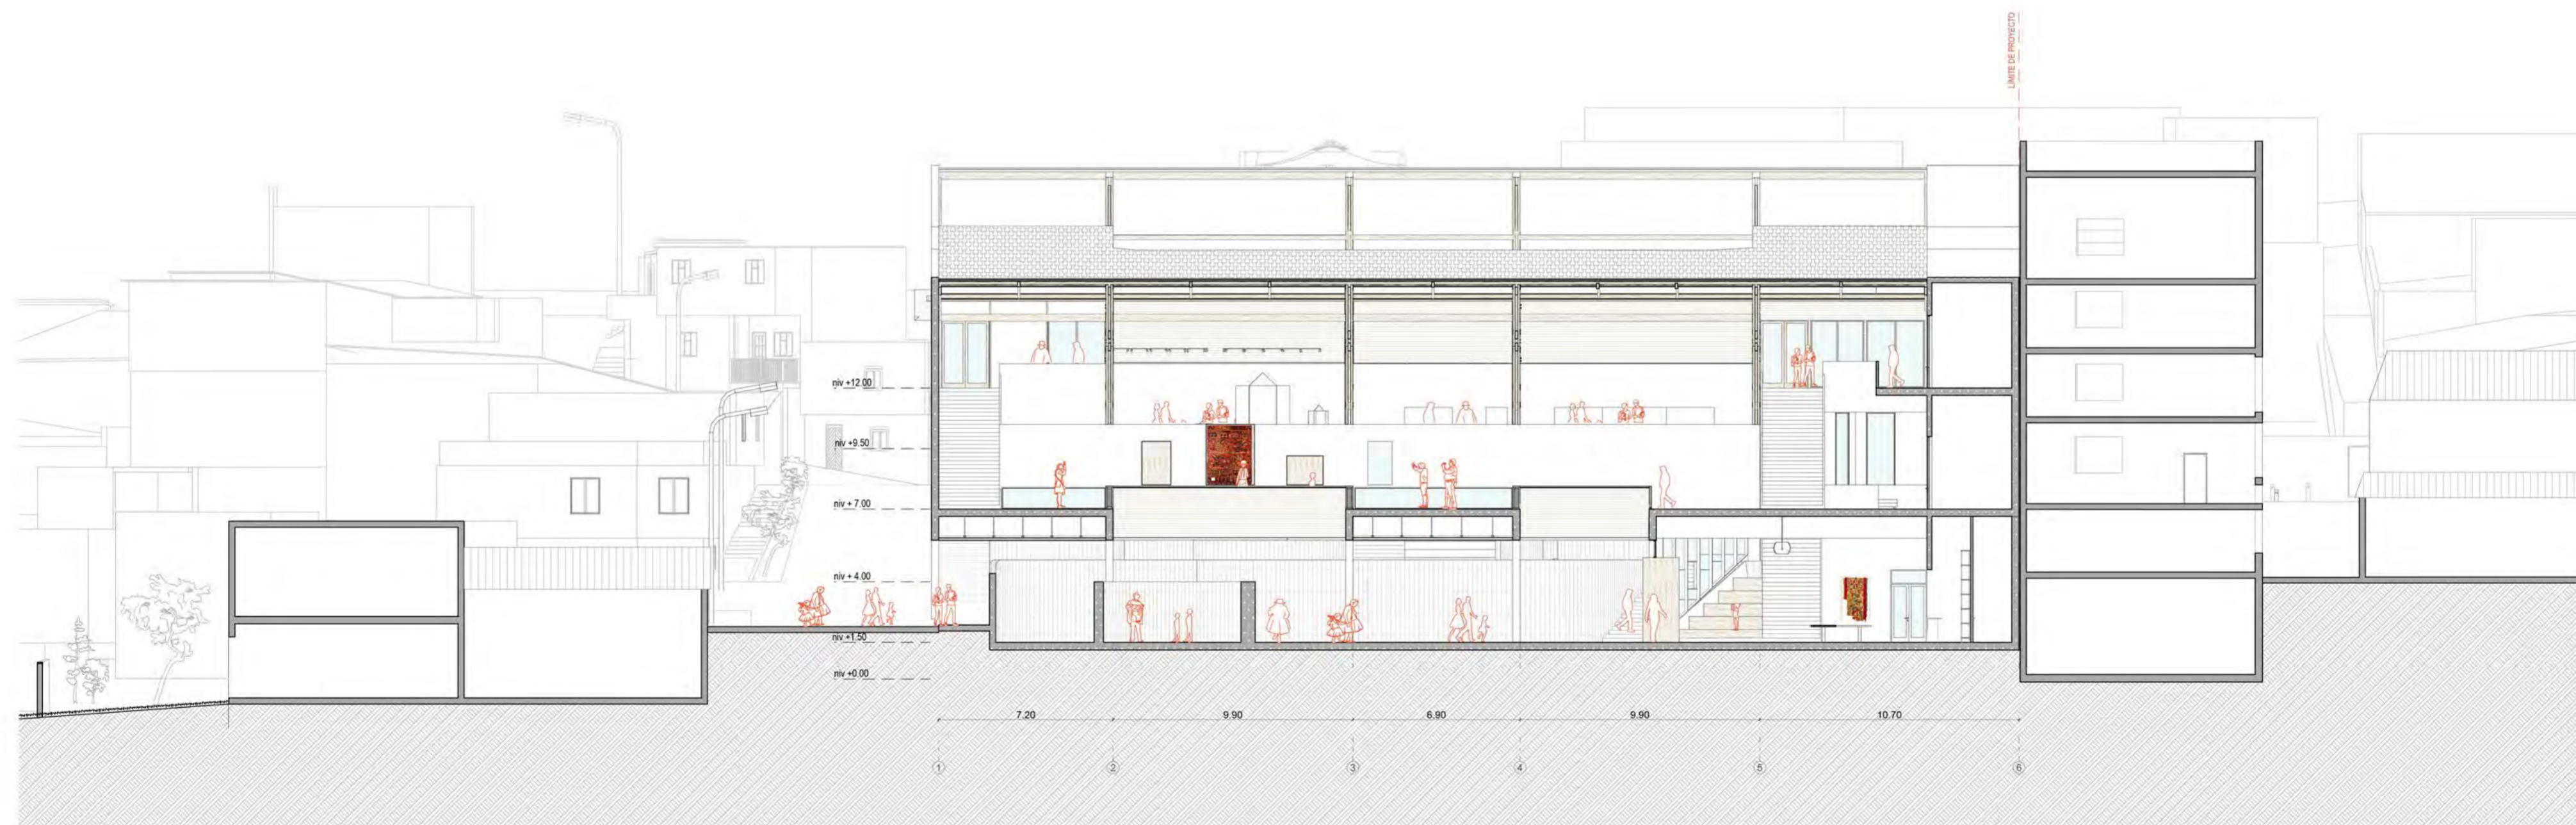 LÍMITE DE PROYECTO
niv +12.00
niv +9.50
niv + 7.00
niv + 4.00
niv +1.50
niv +0.00
7.20 9.90 6.90 9.90 10.70
1 2 3 4 5 6